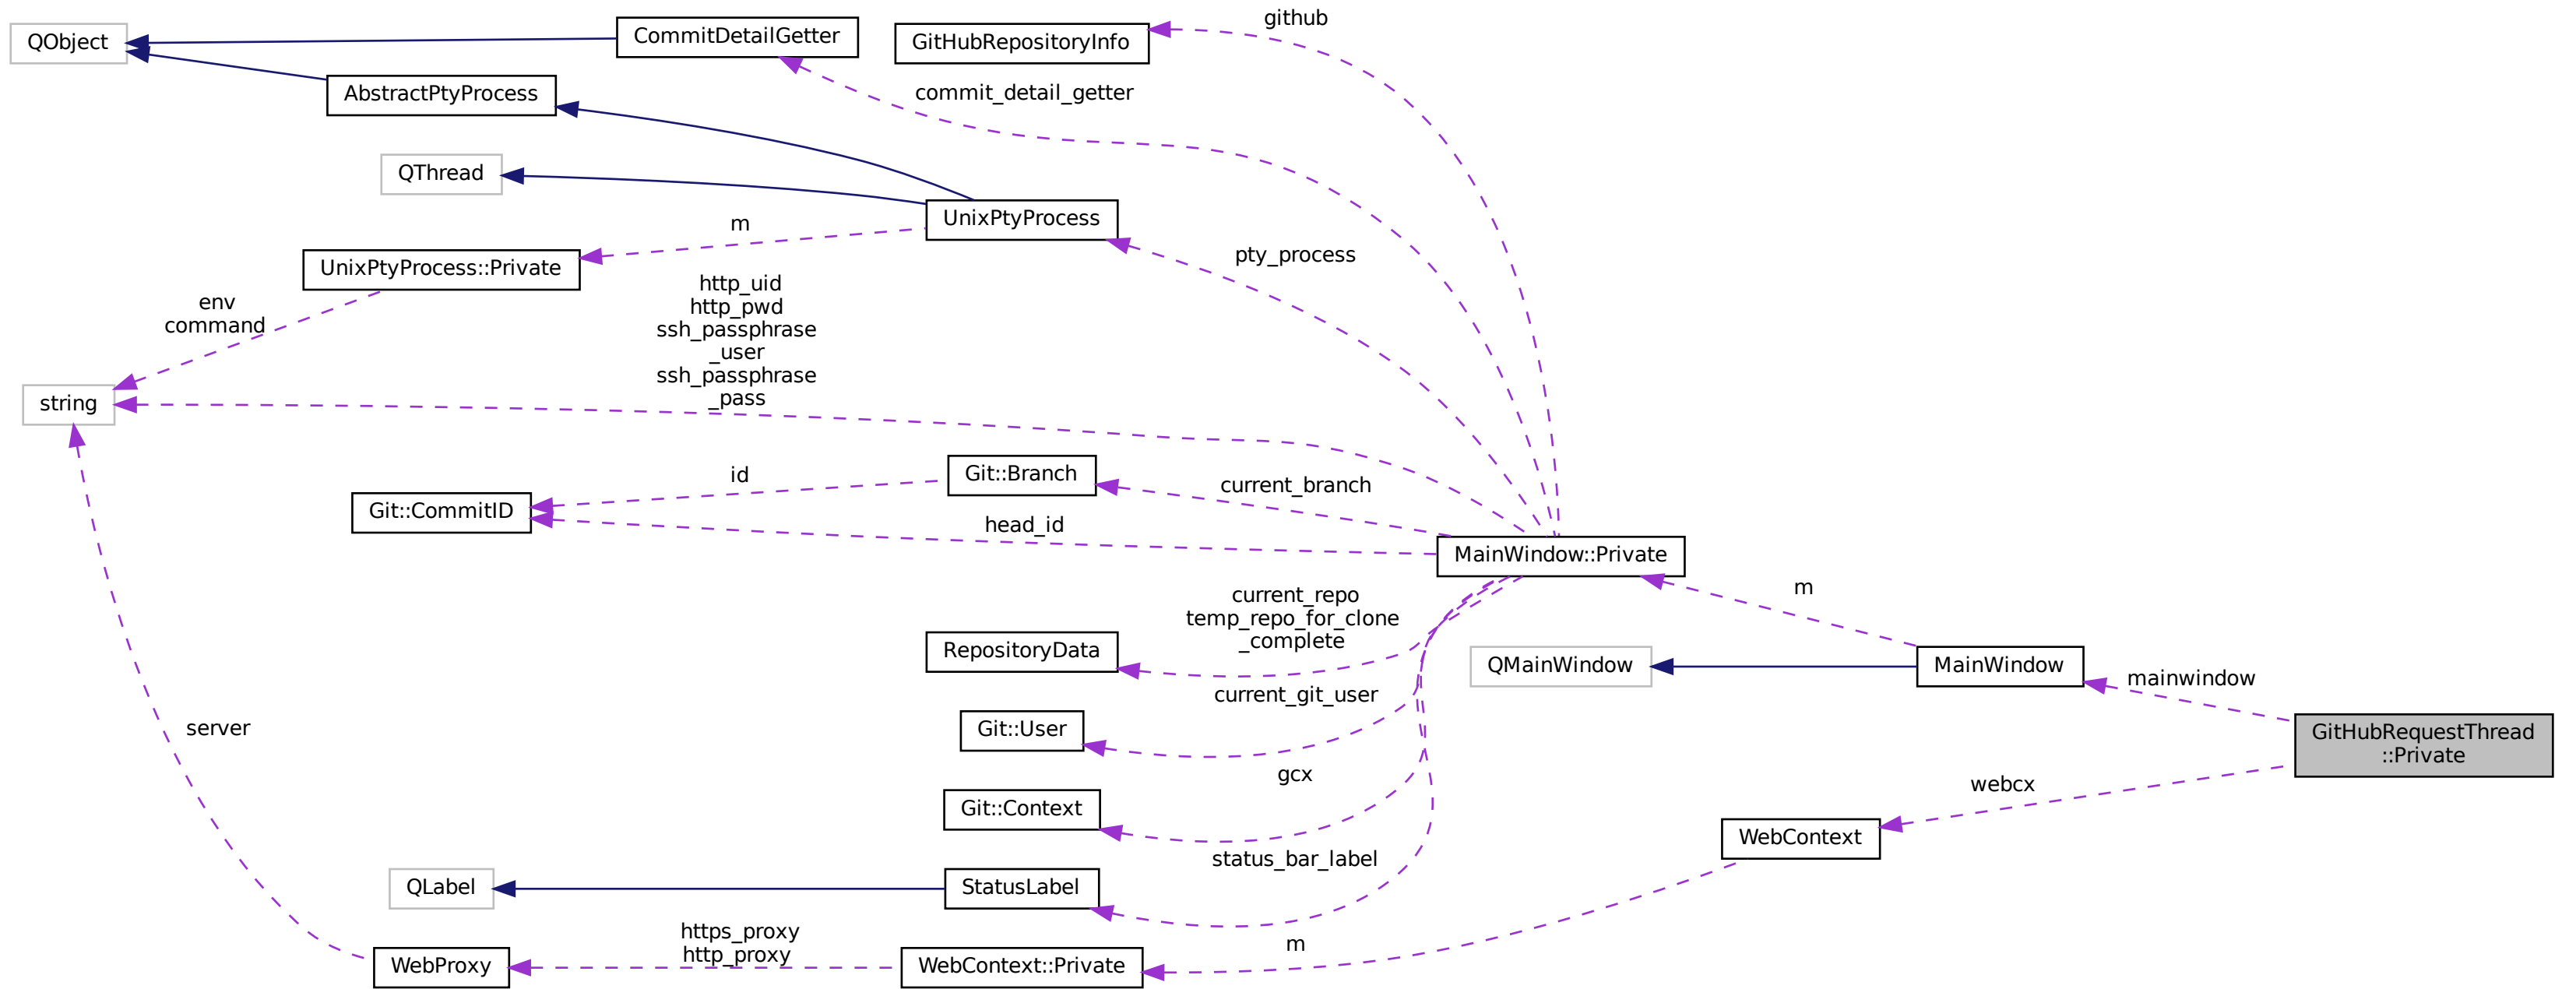 github
QObject
CommitDetailGetter
GitHubRepositoryInfo
AbstractPtyProcess
commit_detail_getter
QThread
UnixPtyProcess
m
pty_process
UnixPtyProcess::Private
env
command
http_uid
http_pwd
ssh_passphrase
_user
ssh_passphrase
_pass
string
id
Git::Branch
current_branch
Git::CommitID
head_id
MainWindow::Private
m
current_repo
temp_repo_for_clone
_complete
RepositoryData
QMainWindow
MainWindow
mainwindow
current_git_user
server
Git::User
GitHubRequestThread
::Private
gcx
webcx
Git::Context
WebContext
status_bar_label
QLabel
StatusLabel
https_proxy
http_proxy
m
WebProxy
WebContext::Private